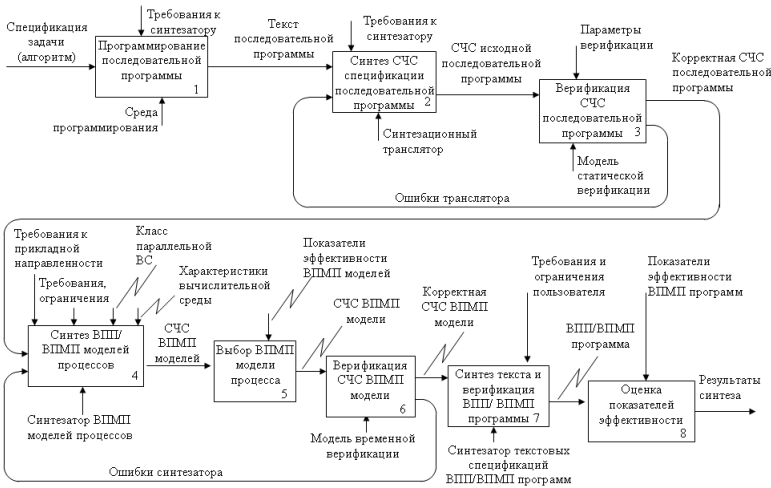 Спецификация
задачи
(алгоритм)
Требования к
синтезатору
Программирование
последовательной
программы
1
Среда
программирования
Текст
последовательной
программы
Требования к
синтезатору
Синтез СЧС
спецификации
последовательной
программы 2
Синтезационный
транслятор
СЧС исходной
последовательной
программы
Параметры
верификации
Верификация
СЧС
последовательной
программы 3
Модель
статической
верификации
Корректная СЧС
последовательной
программы
Ошибки транслятора
Требования к
прикладной
направленности
Требования,
ограничения
Класс
параллельной
ВС
Характеристики
вычислительной
среды
Синтез ВПП/
ВПМП моделей
процессов
4
Синтезатор ВПМП
моделей процессов
СЧС
ВПМП
моделей
Показатели
эффективности
ВПМП моделей
Выбор ВПМП
модели
процесса
5
СЧС ВПМП
модели
Верификация
СЧС ВПМП
модели
6
Модель временной
верификации
Ошибки синтезатора
Корректная
СЧС ВПМП
модели
Требования и
ограничения
пользователя
Синтез текста и
верификация
ВПП/ ВПМП
программы 7
Синтезатор текстовых
спецификаций
ВПП/ВПМП программ
ВПП/ВПМП
программа
Показатели
эффективности
ВПМП программ
Оценка
показателей
эффективности
8
Результаты
синтеза